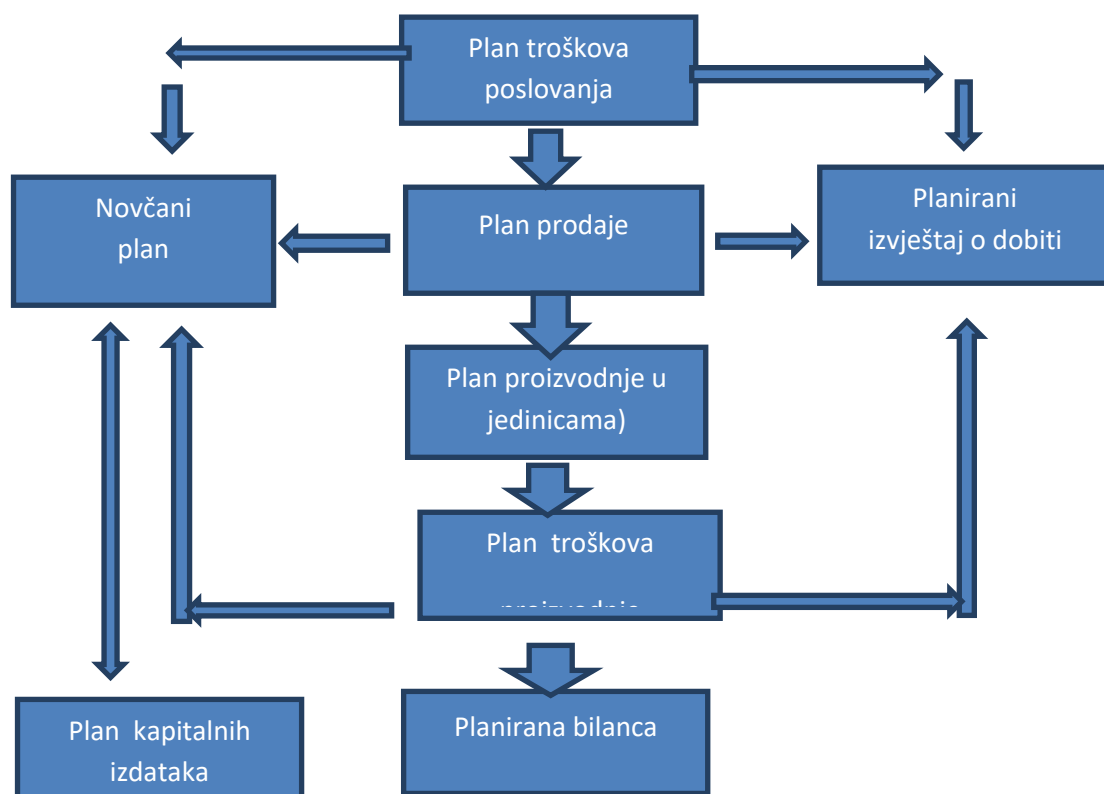 Plan troškova
poslovanja
Novčani
plan
Plan prodaje
Planirani
izvještaj o dobiti
Plan proizvodnje u
jedinicama)
Plan troškova
Plan kapitalnih
izdataka
Planirana bilanca